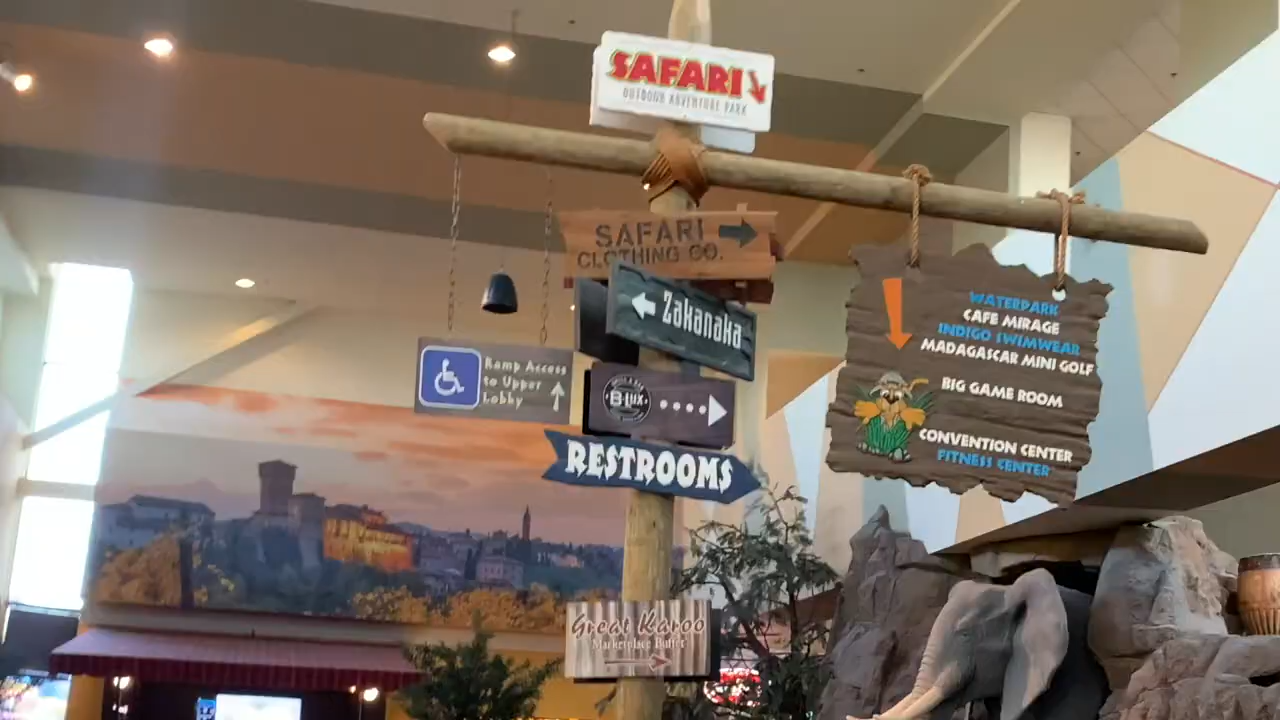 SAFARI
OUTDOOR ADVENTURE PARK
SAFARI
CLOTHING CO.
Zakanaka
Ramp Access
to Upper
Lobby
B-LUX
RESTROOMS
WATERPARK
CAFE MIRAGE
INDIGO SWIMWEAR
MADAGASCAR MINI GOLF
BIG GAME ROOM
CONVENTION CENTER
FITNESS CENTER
Great Karoo
Marketplace Buffet